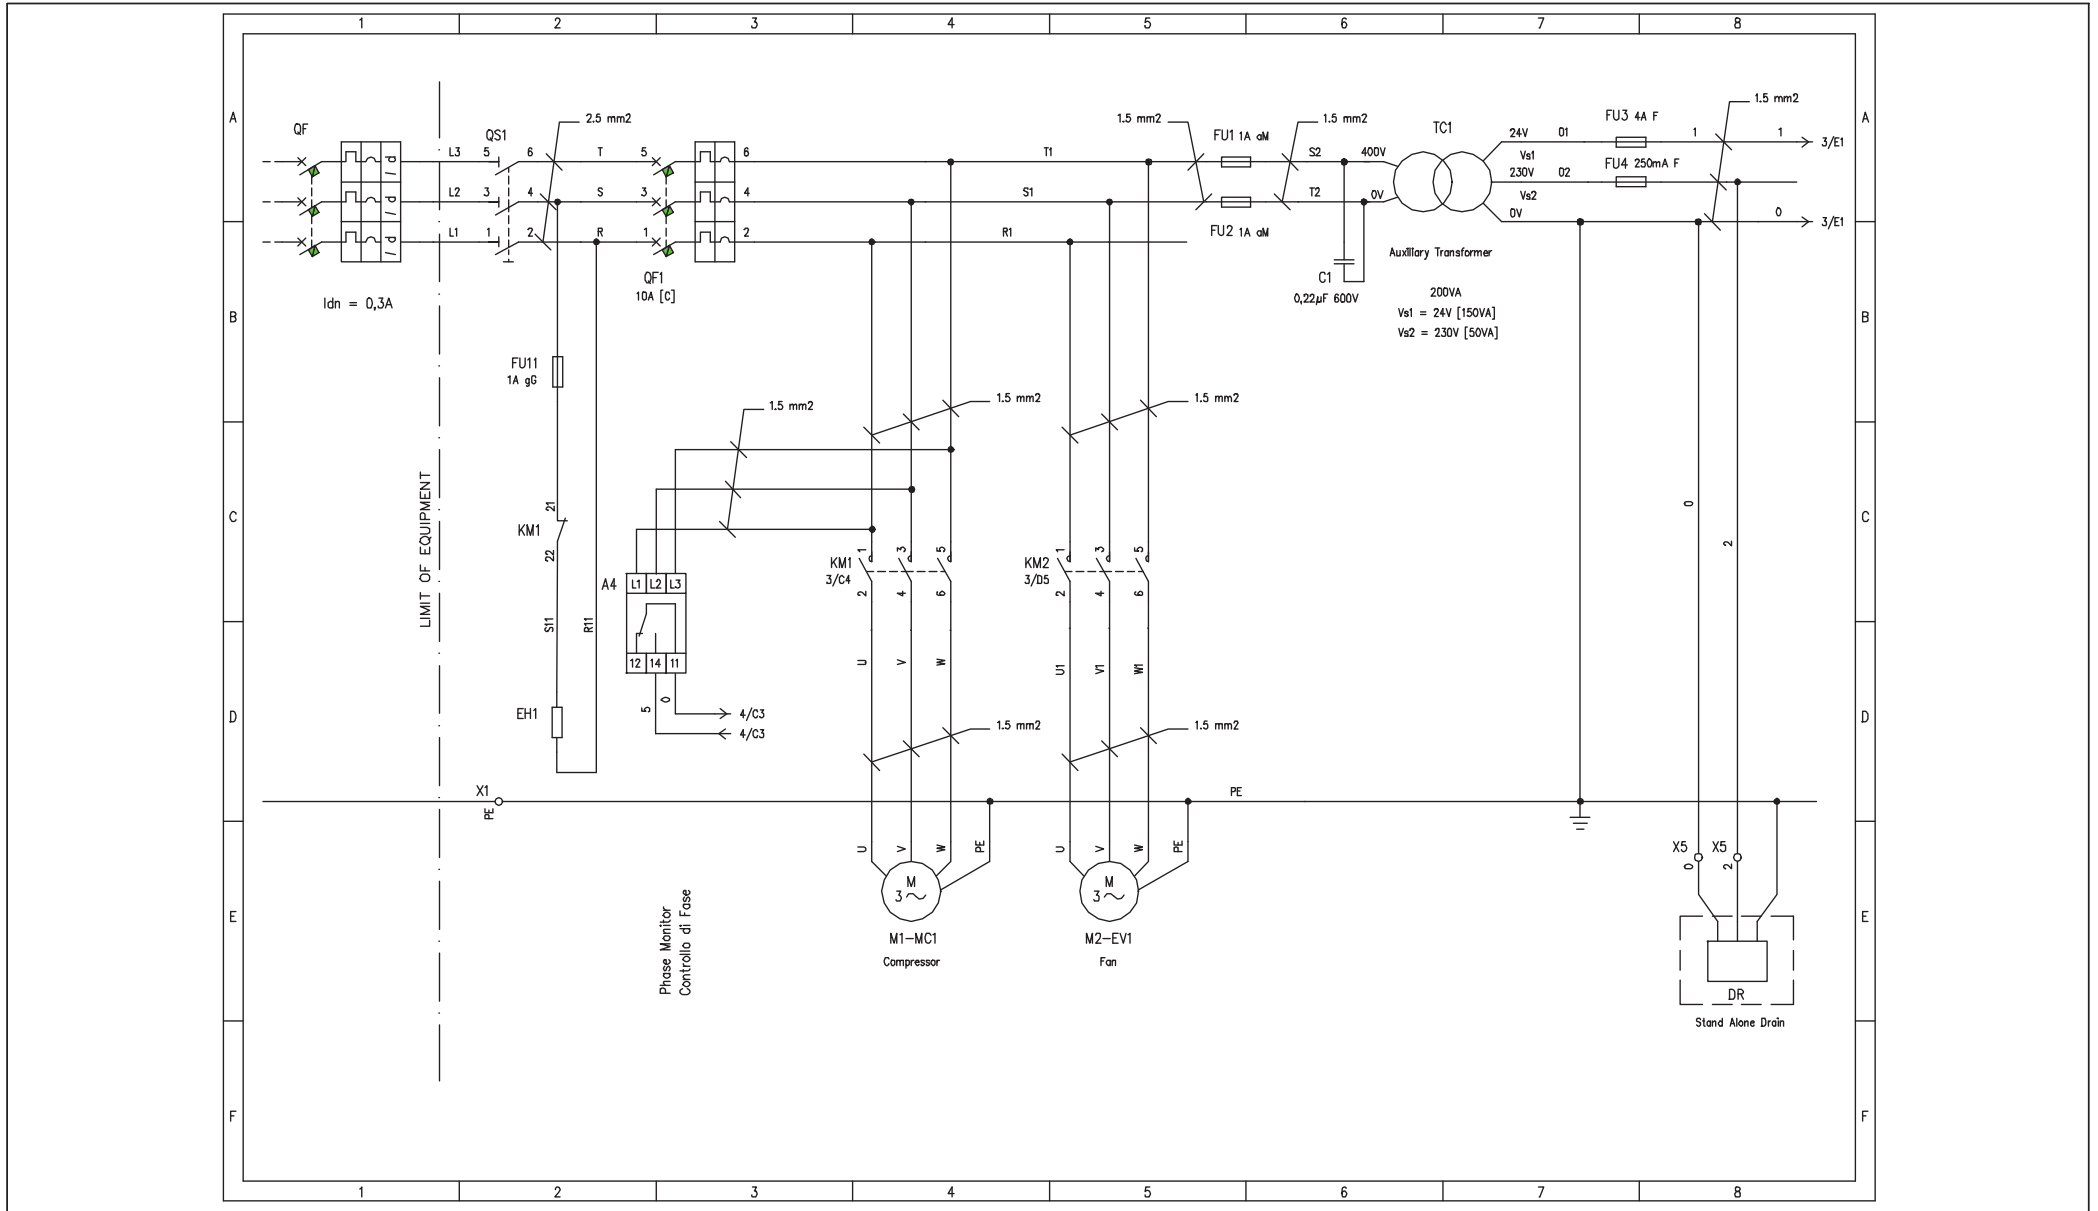 1 2 3 4 5 6 7 8
A A
QF
QS1
2.5 mm2
1.5 mm2
FU1 1A aM
1.5 mm2
TC1
FU3 4A F
1.5 mm2
24V 01 1 1 3/E1
Vs1
FU4 250mA F
230V 02
Vs2
0V 0 3/E1
I d
L3 5 6 T 5 6 T1 S2 400V
I d
L2 3 4 S 3 4 S1 T2 0V
I d
L1 1 2 R 1 2 R1
FU2 1A aM
Idn = 0,3A
QF1
10A [C]
C1
0,22µF 600V
Auxiliary Transformer
200VA
Vs1 = 24V [150VA]
Vs2 = 230V [50VA]
B B
FU11
1A gG
1.5 mm2
1.5 mm2
1.5 mm2
LIMIT OF EQUIPMENT
C C
21
KM1
22
S11
R11
A4
L1 L2 L3
12 14 11
5
0
4/C3
4/C3
KM1
3/C4
1 3 5
2 4 6
U V W
KM2
3/D5
1 3 5
2 4 6
U1 V1 W1
0
2
D D
EH1
1.5 mm2
1.5 mm2
X1
PE
PE
U V W PE
M
3
M1-MC1
Compressor
U V W PE
M
3
M2-EV1
Fan
X5 X5
0 2
DR
Stand Alone Drain
E E
Phase Monitor
Controllo di Fase
F F
1 2 3 4 5 6 7 8